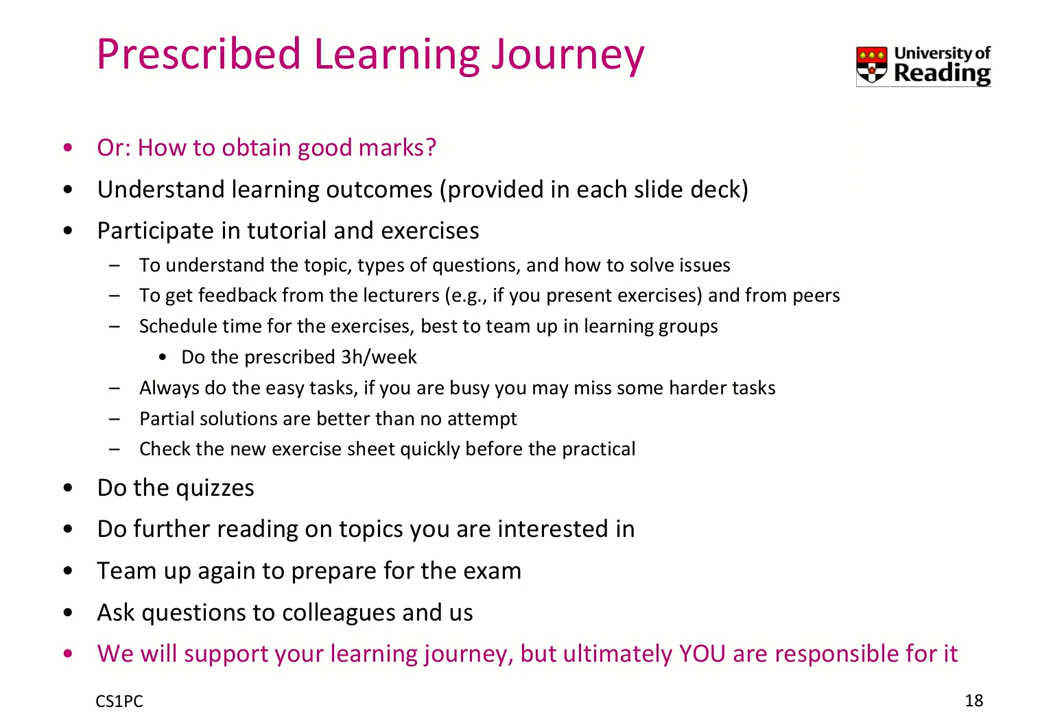 Prescribed Learning Journey
University of
Reading
• Or: How to obtain good marks?
• Understand learning outcomes (provided in each slide deck)
• Participate in tutorial and exercises
– To understand the topic, types of questions, and how to solve issues
– To get feedback from the lecturers (e.g., if you present exercises) and from peers
– Schedule time for the exercises, best to team up in learning groups
• Do the prescribed 3h/week
– Always do the easy tasks, if you are busy you may miss some harder tasks
– Partial solutions are better than no attempt
– Check the new exercise sheet quickly before the practical
• Do the quizzes
• Do further reading on topics you are interested in
• Team up again to prepare for the exam
• Ask questions to colleagues and us
• We will support your learning journey, but ultimately YOU are responsible for it
CS1PC
18